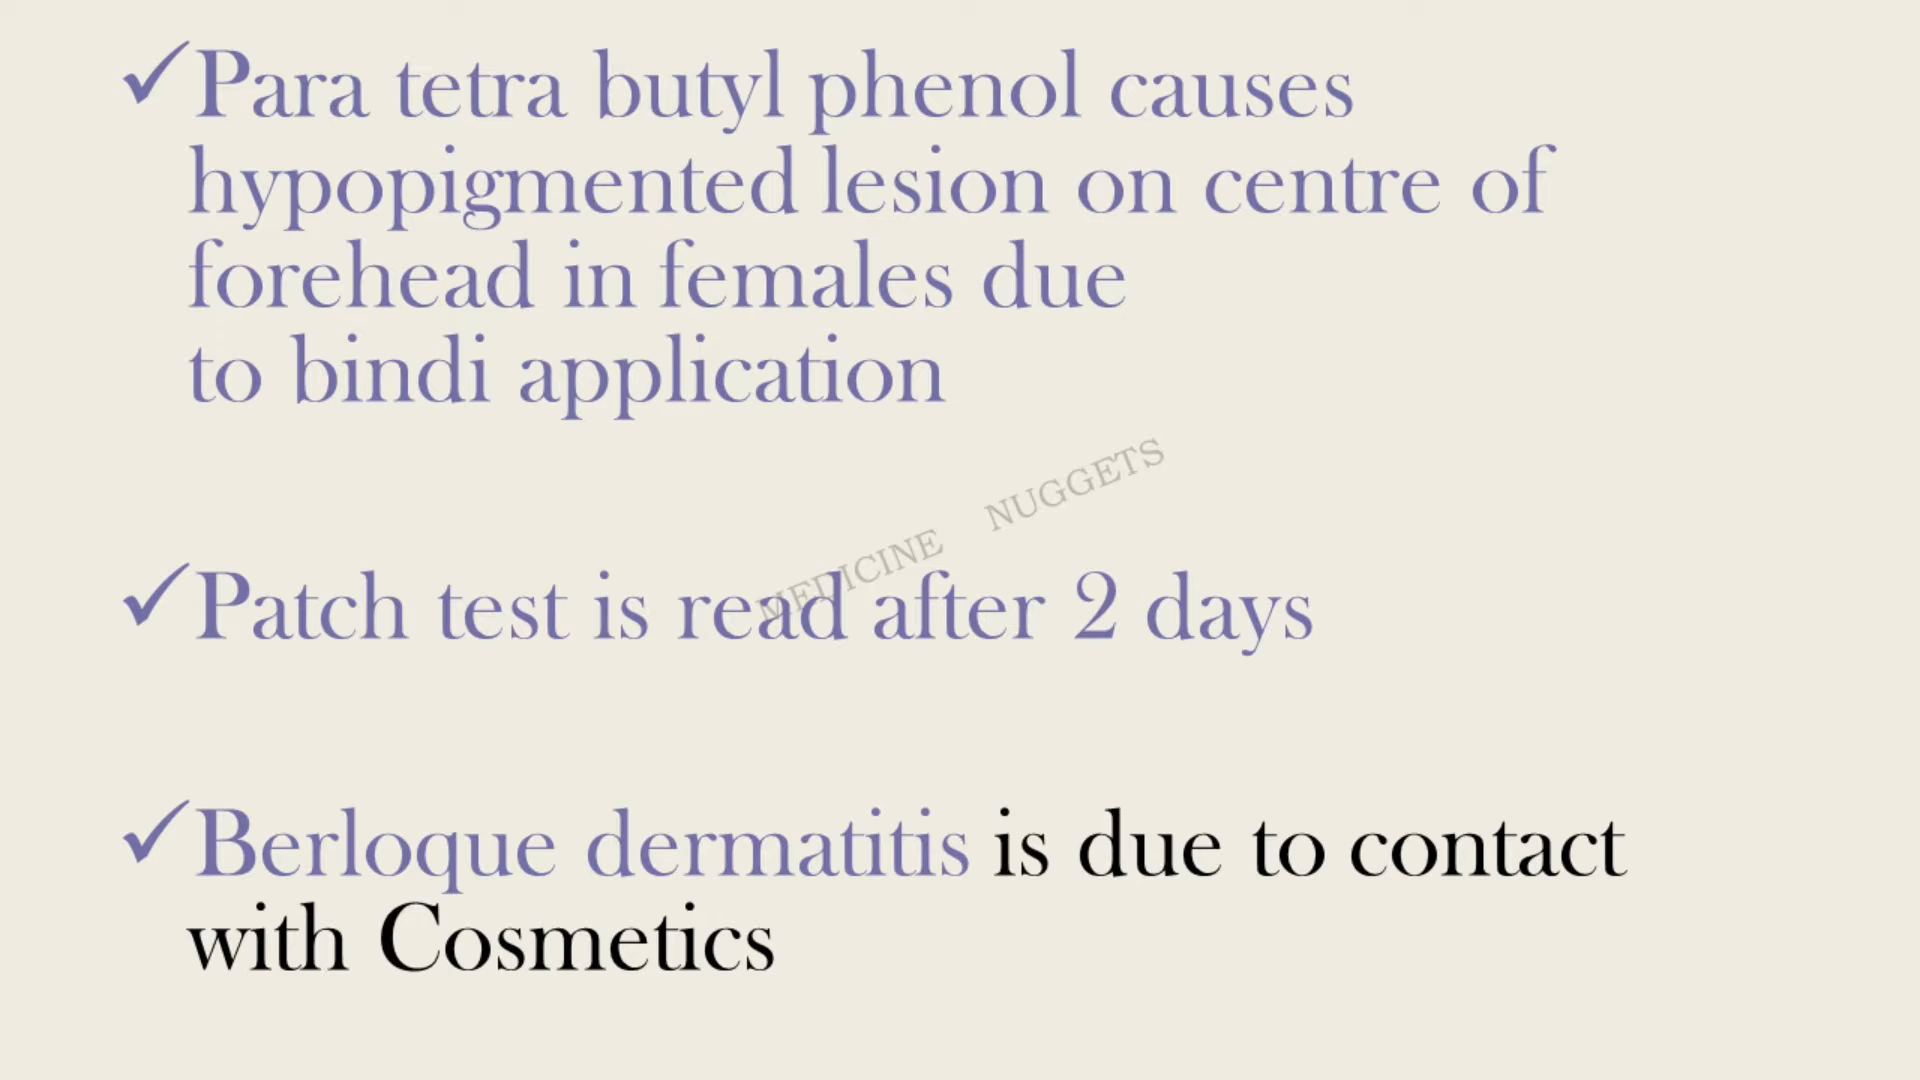 ✓Para tetra butyl phenol causes
hypopigmented lesion on centre of
forehead in females due
to bindi application
MEDICINE NUGGETS
✓Patch test is read after 2 days
✓Berloque dermatitis is due to contact
with Cosmetics